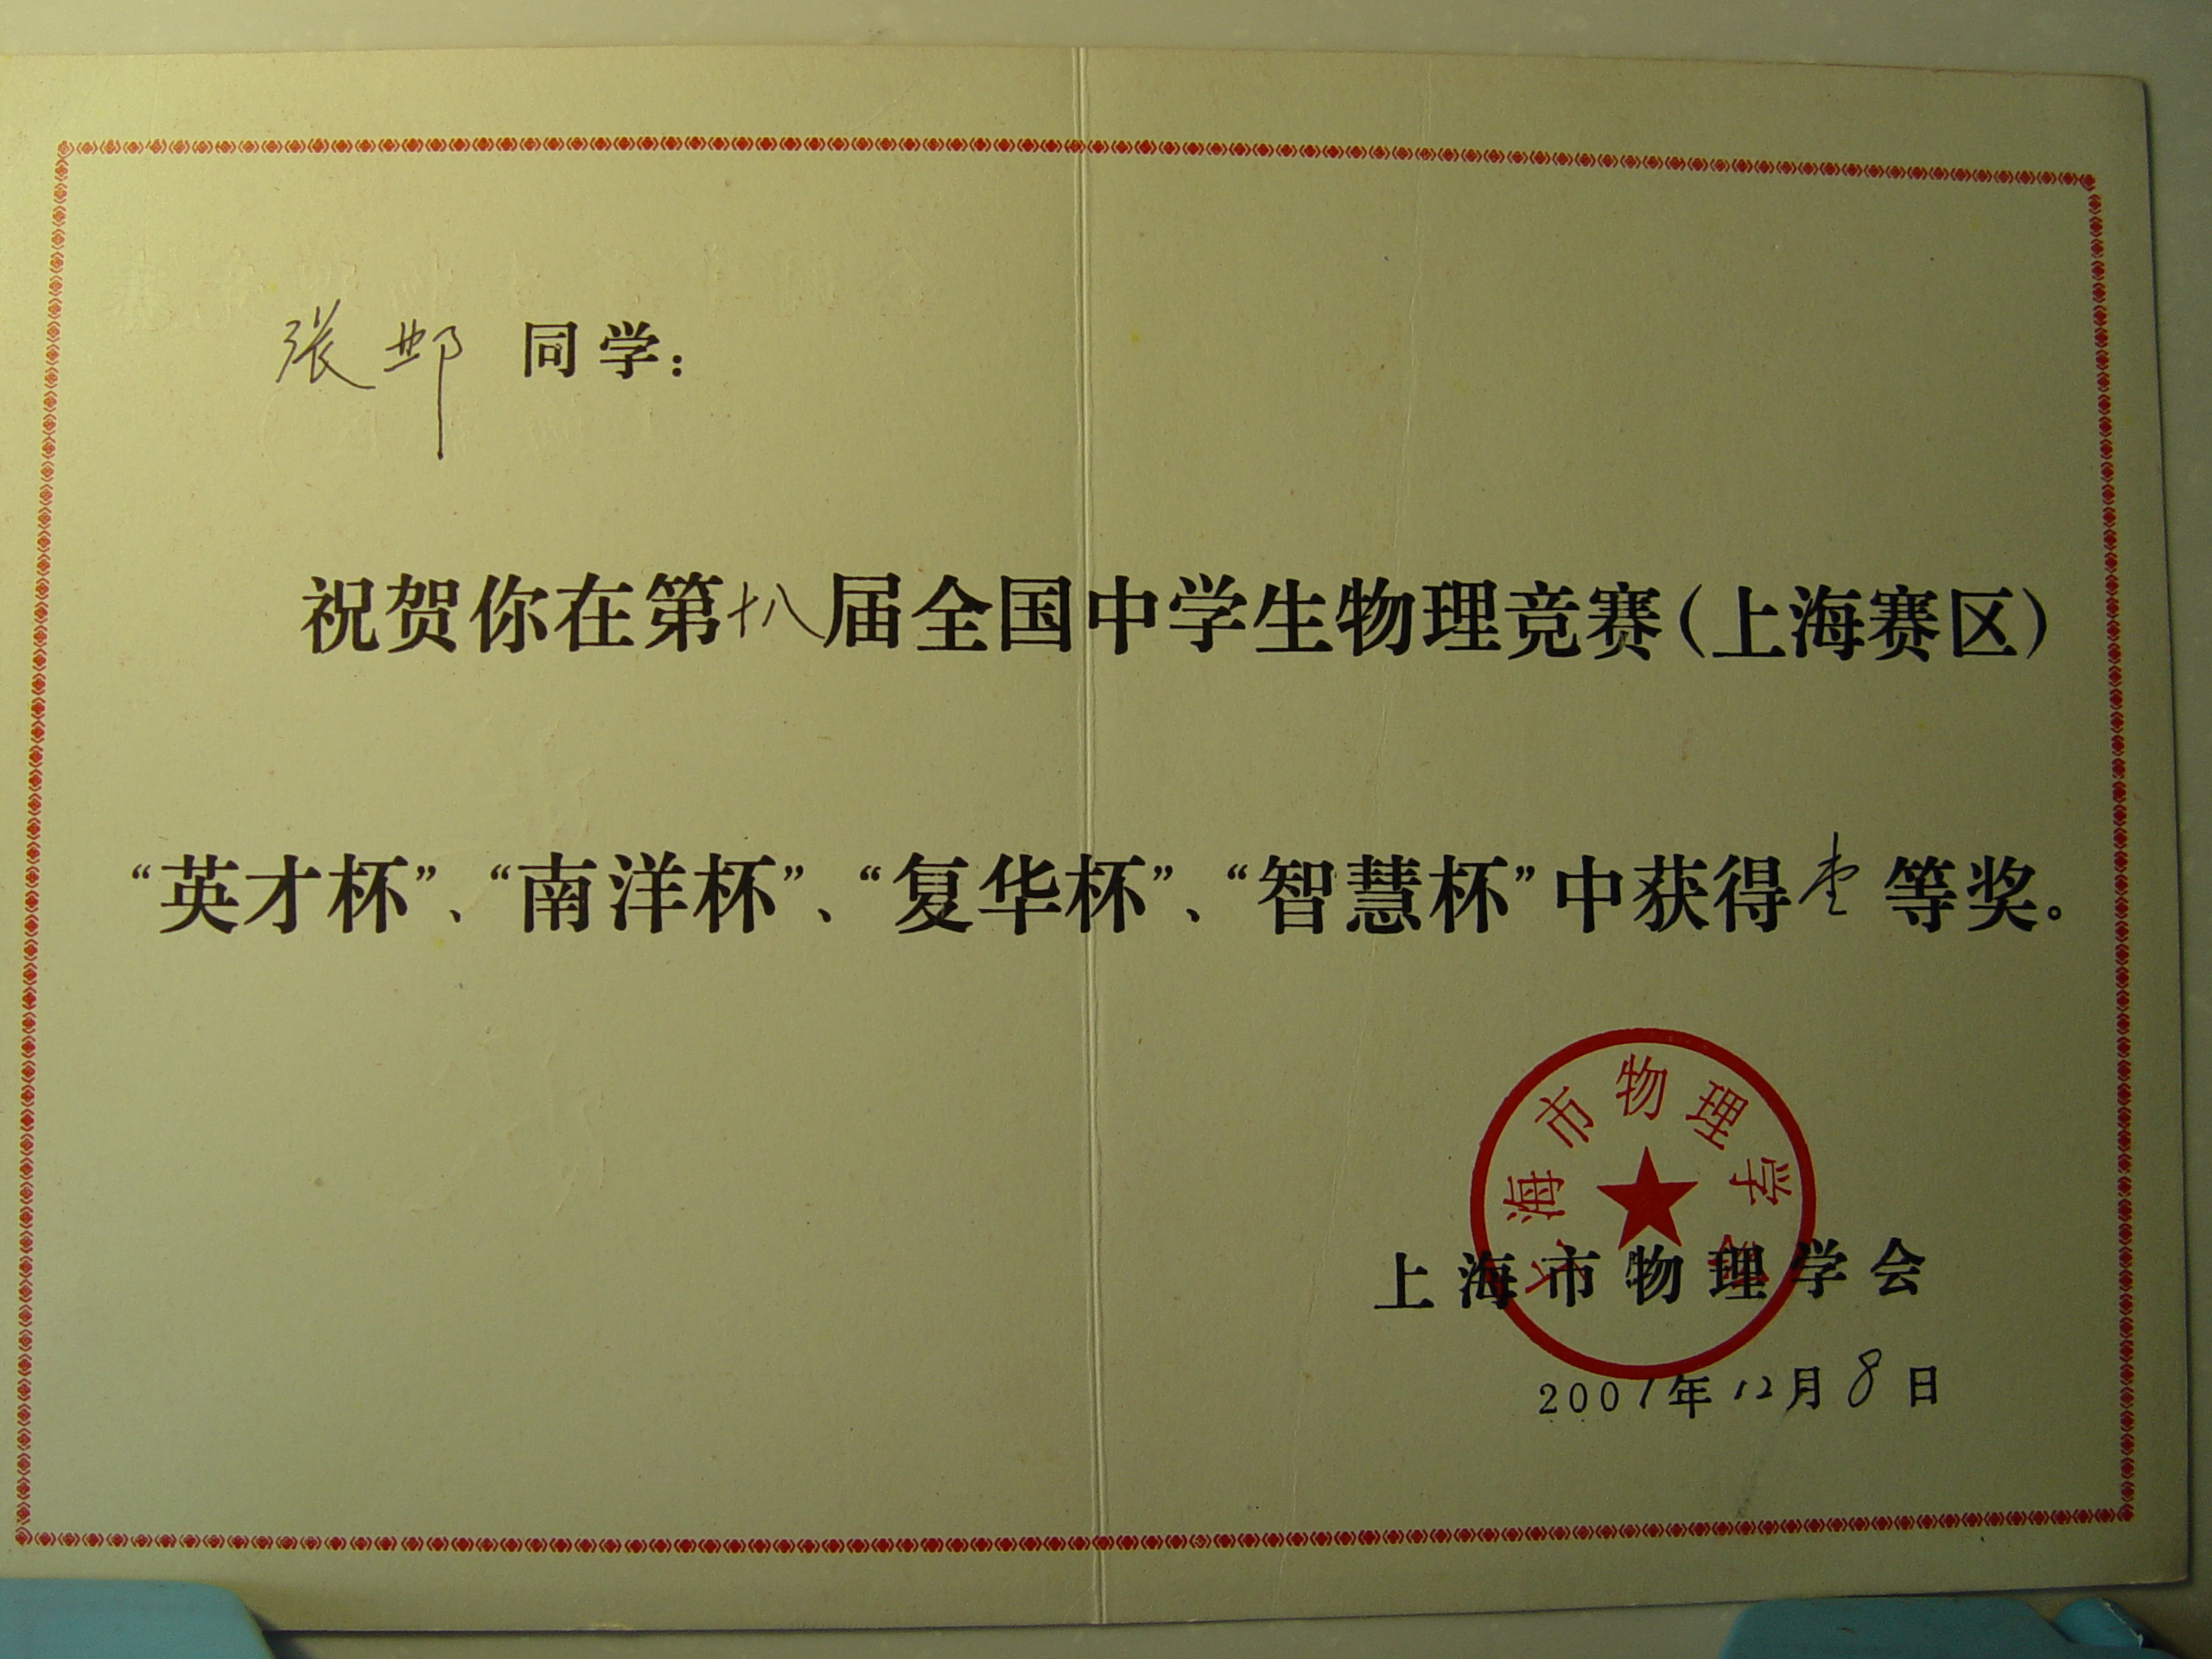 张邺 同学：
祝贺你在第十八届全国中学生物理竞赛（上海赛区）
“英才杯”、“南洋杯”、“复华杯”、“智慧杯”中获得壹等奖。
上海市物理学会
上海市物理学会
2001年12月8日